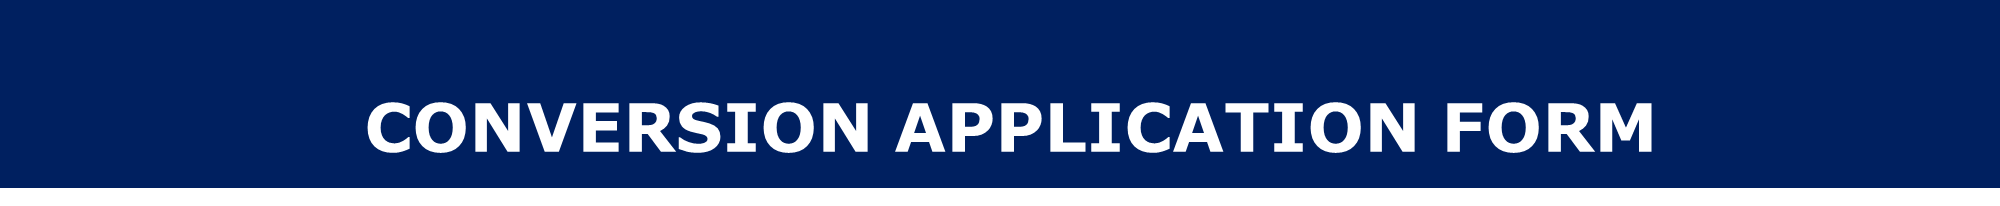 CONVERSION APPLICATION FORM